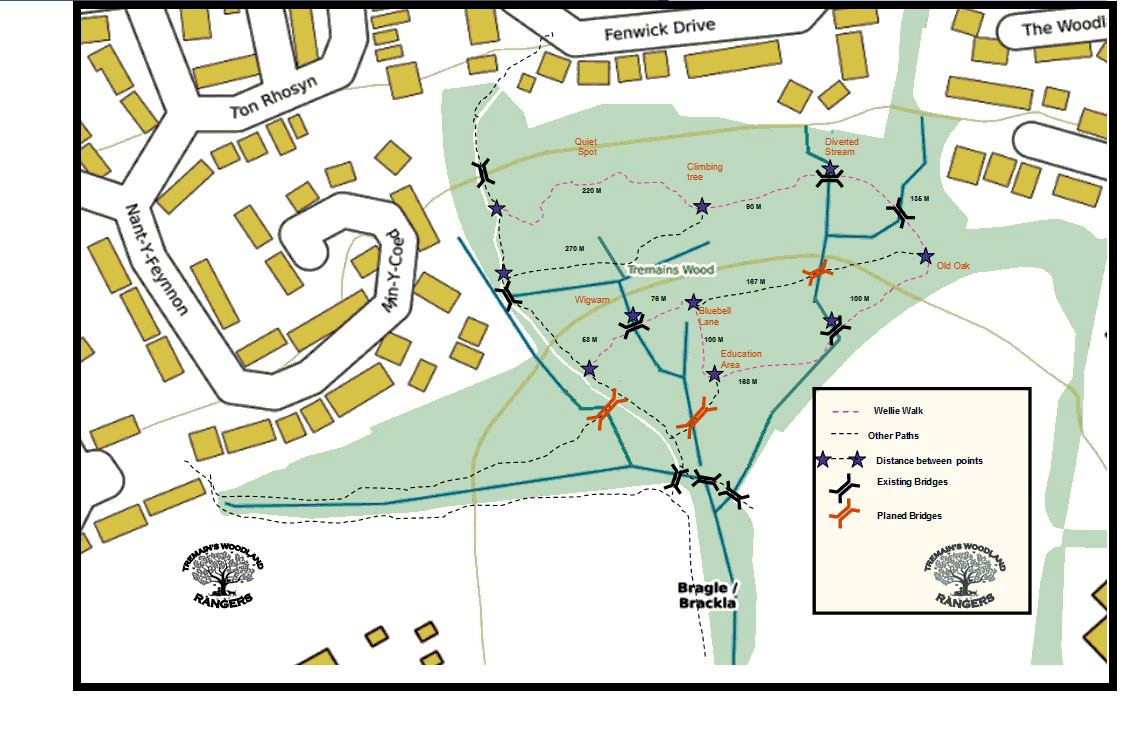 Fenwick Drive
The Woodl
Ton Rhosyn
Nant-Y-Feynnon
Min-Y-Coed
Quiet
Spot
Climbing
tree
Diverted
Stream
220 M
90 M
135 M
270 M
Tremains Wood
Old Oak
167 M
Wigwam
76 M
Bluebell
Lane
100 M
58 M
100 M
Education
Area
168 M
Wellie Walk
Other Paths
Distance between points
Existing Bridges
Planed Bridges
TREMAIN'S WOODLAND
RANGERS
TREMAIN'S WOODLAND
RANGERS
Bragle /
Brackla